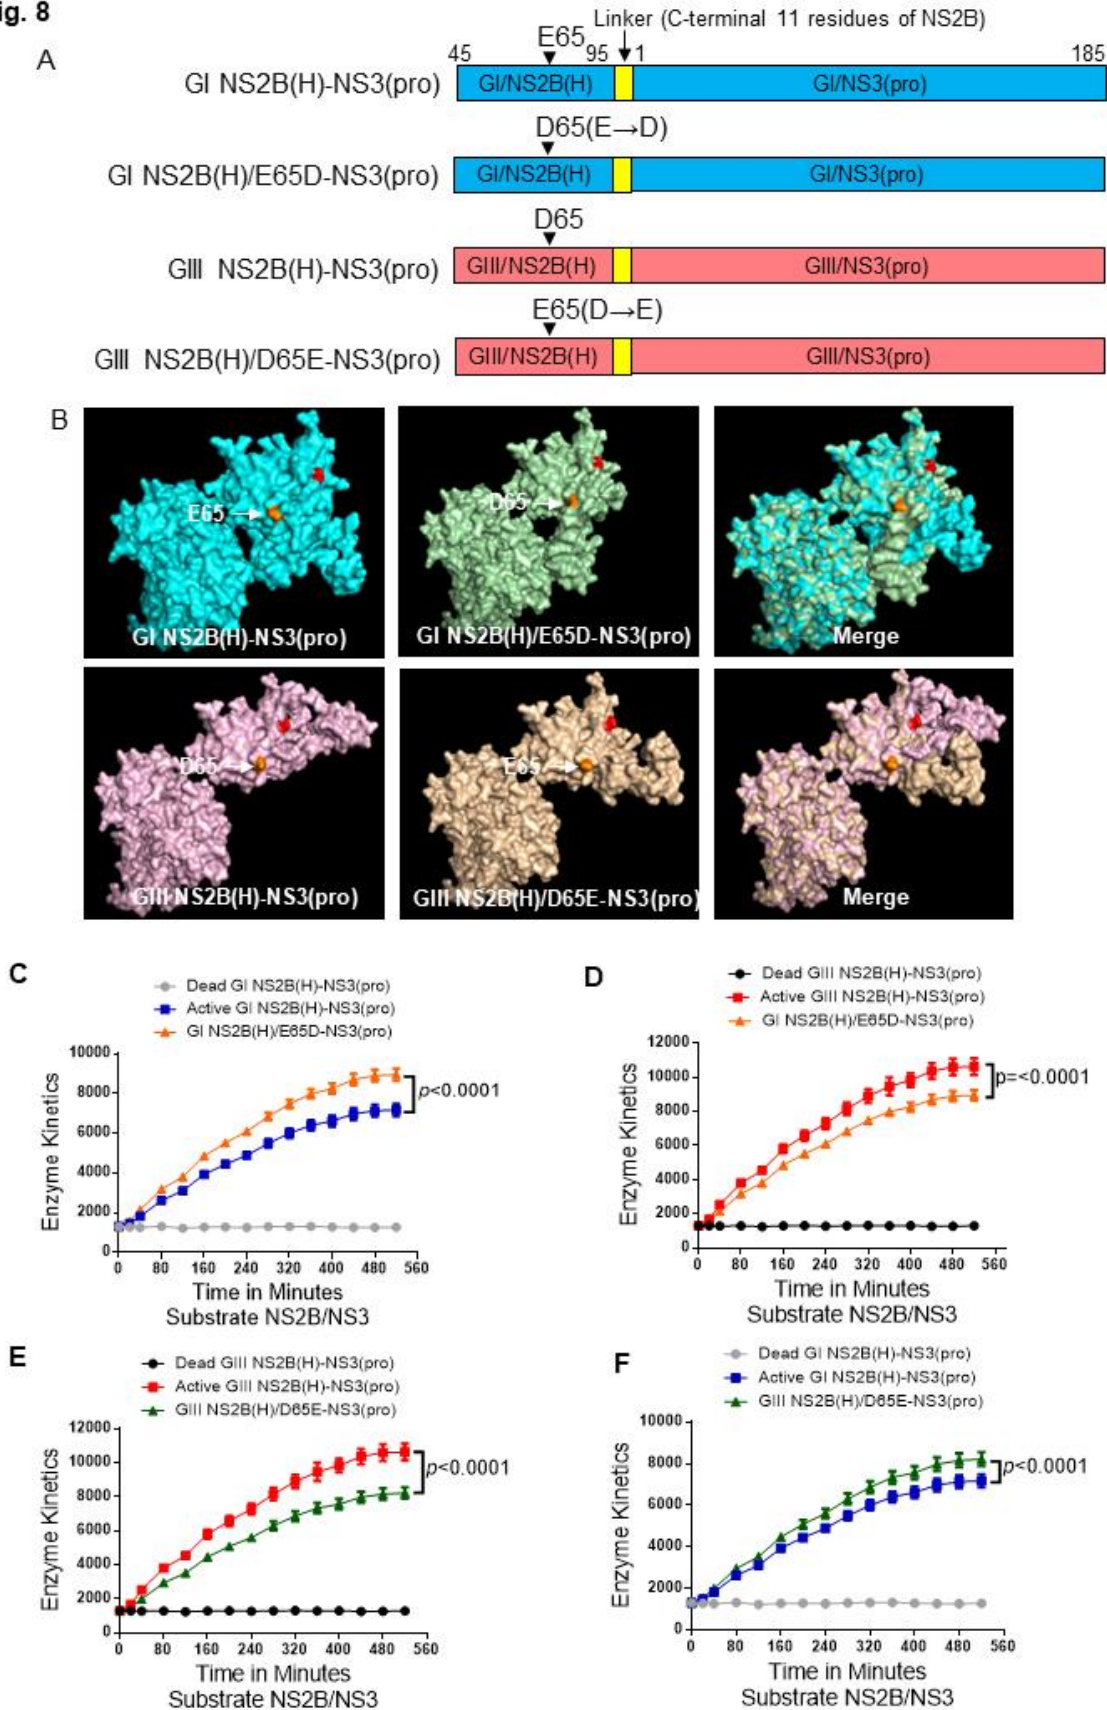 ig. 8
Linker (C-terminal 11 residues of NS2B)
A
E65
45 95 1 185
GI NS2B(H)-NS3(pro) GI/NS2B(H) GI/NS3(pro)
D65(E→D)
GI NS2B(H)/E65D-NS3(pro) GI/NS2B(H) GI/NS3(pro)
D65
GIII NS2B(H)-NS3(pro) GIII/NS2B(H) GIII/NS3(pro)
E65(D→E)
GIII NS2B(H)/D65E-NS3(pro) GIII/NS2B(H) GIII/NS3(pro)
B
E65
GI NS2B(H)-NS3(pro)
D65
GI NS2B(H)/E65D-NS3(pro)
Merge
D65
GIII NS2B(H)-NS3(pro)
E65
GIII NS2B(H)/D65E-NS3(pro)
Merge
C
Dead GI NS2B(H)-NS3(pro)
Active GI NS2B(H)-NS3(pro)
GI NS2B(H)/E65D-NS3(pro)
Enzyme Kinetics
10000
8000
6000
4000
2000
0
p<0.0001
0 80 160 240 320 400 480 560
Time in Minutes
Substrate NS2B/NS3
D
Dead GIII NS2B(H)-NS3(pro)
Active GIII NS2B(H)-NS3(pro)
GI NS2B(H)/E65D-NS3(pro)
Enzyme Kinetics
12000
10000
8000
6000
4000
2000
0
p=<0.0001
0 80 160 240 320 400 480 560
Time in Minutes
Substrate NS2B/NS3
E
Dead GIII NS2B(H)-NS3(pro)
Active GIII NS2B(H)-NS3(pro)
GIII NS2B(H)/D65E-NS3(pro)
Enzyme Kinetics
12000
10000
8000
6000
4000
2000
0
p<0.0001
0 80 160 240 320 400 480 560
Time in Minutes
Substrate NS2B/NS3
F
Dead GI NS2B(H)-NS3(pro)
Active GI NS2B(H)-NS3(pro)
GIII NS2B(H)/D65E-NS3(pro)
Enzyme Kinetics
10000
8000
6000
4000
2000
0
p<0.0001
0 80 160 240 320 400 480 560
Time in Minutes
Substrate NS2B/NS3